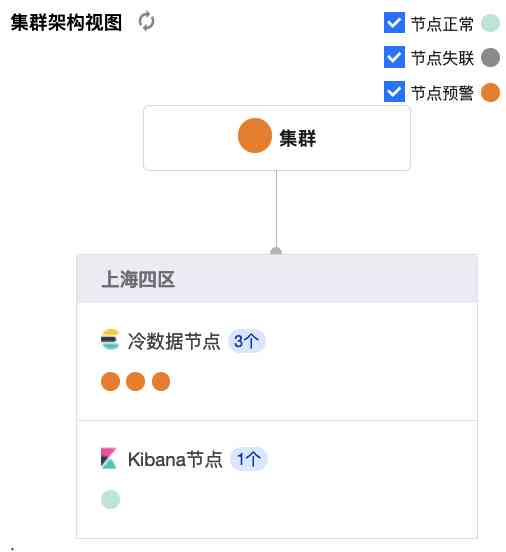 集群架构视图
节点正常
节点失联
节点预警
集群
上海四区
冷数据节点 3个
Kibana节点 1个